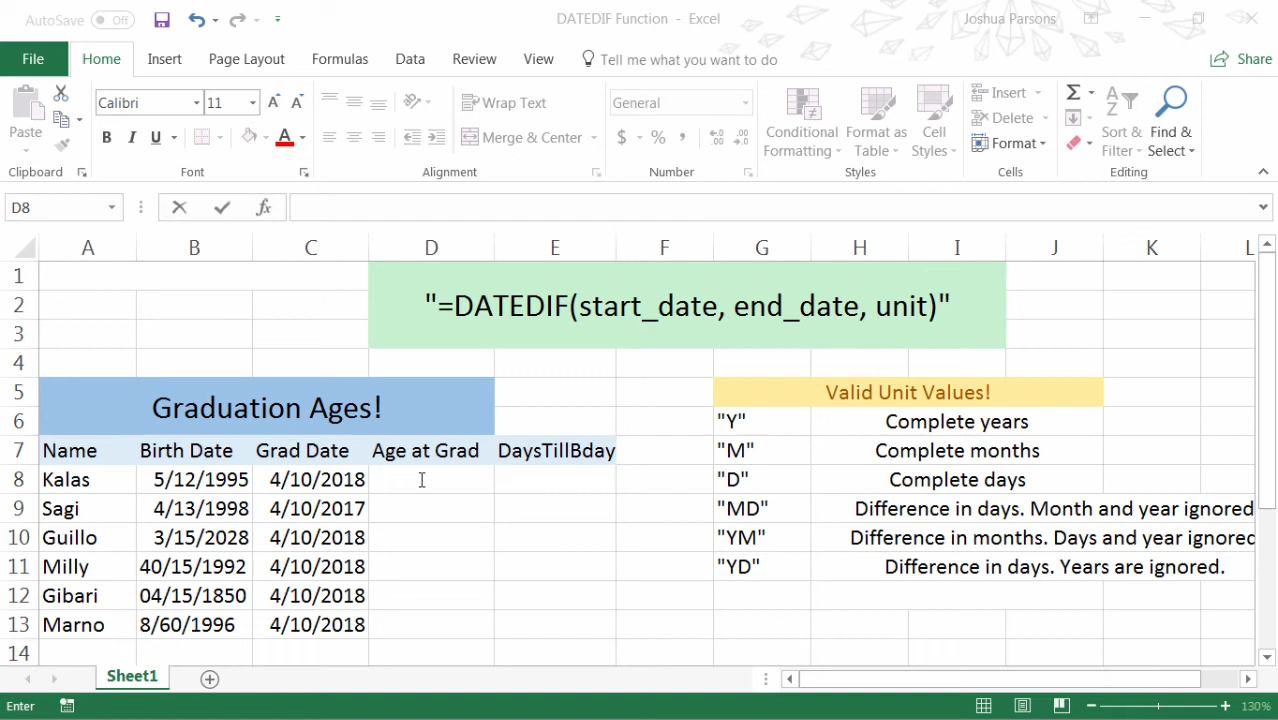 AutoSave Off DATEDIF Function - Excel Joshua Parsons
File Home Insert Page Layout Formulas Data Review View Tell me what you want to do Share
Paste
Clipboard
Calibri 11
A A
B I U A
Font
Wrap Text
Merge & Center
Alignment
General
$ % , .0 .00 .00 .0
Number
Conditional Formatting
Format as Table
Cell Styles
Styles
Insert
Delete
Format
Cells
Σ
Sort & Filter
Find & Select
Editing
D8 fx
A B C D E F G H I J K L
1
2 "=DATEDIF(start_date, end_date, unit)"
3
4
5 Graduation Ages! Valid Unit Values!
6 "Y" Complete years
7 Name Birth Date Grad Date Age at Grad DaysTillBday "M" Complete months
8 Kalas 5/12/1995 4/10/2018 "D" Complete days
9 Sagi 4/13/1998 4/10/2017 "MD" Difference in days. Month and year ignored
10 Guillo 3/15/2028 4/10/2018 "YM" Difference in months. Days and year ignored
11 Milly 40/15/1992 4/10/2018 "YD" Difference in days. Years are ignored.
12 Gibari 04/15/1850 4/10/2018
13 Marno 8/60/1996 4/10/2018
14
Sheet1
Enter 130%